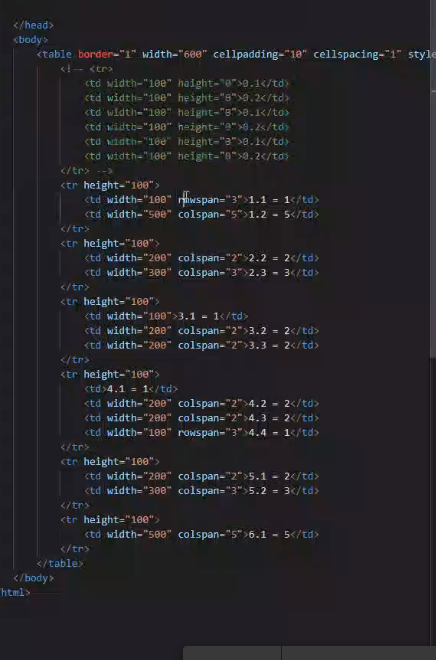 </head>
<body>
<table border="1" width="600" cellpadding="10" cellspacing="1" style
<!-- <tr>
<td width="100" height="0">0.1</td>
<td width="100" height="0">0.2</td>
<td width="100" height="0">0.1</td>
<td width="100" height="0">0.2</td>
<td width="100" height="0">0.1</td>
<td width="100" height="0">0.2</td>
</tr> -->
<tr height="100">
<td width="100" rowspan="3">1.1 = 1</td>
<td width="500" colspan="5">1.2 = 5</td>
</tr>
<tr height="100">
<td width="200" colspan="2">2.2 = 2</td>
<td width="300" colspan="3">2.3 = 3</td>
</tr>
<tr height="100">
<td width="100">3.1 = 1</td>
<td width="200" colspan="2">3.2 = 2</td>
<td width="200" colspan="2">3.3 = 2</td>
</tr>
<tr height="100">
<td>4.1 = 1</td>
<td width="200" colspan="2">4.2 = 2</td>
<td width="200" colspan="2">4.3 = 2</td>
<td width="100" rowspan="3">4.4 = 1</td>
</tr>
<tr height="100">
<td width="200" colspan="2">5.1 = 2</td>
<td width="300" colspan="3">5.2 = 3</td>
</tr>
<tr height="100">
<td width="500" colspan="5">6.1 = 5</td>
</tr>
</table>
</body>
html>